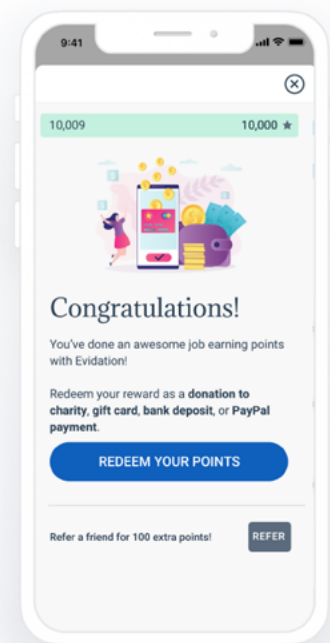 9:41
10,009 10,000 ★
Congratulations!
You've done an awesome job earning points
with Evidation!
Redeem your reward as a donation to
charity, gift card, bank deposit, or PayPal
payment.
REDEEM YOUR POINTS
Refer a friend for 100 extra points! REFER